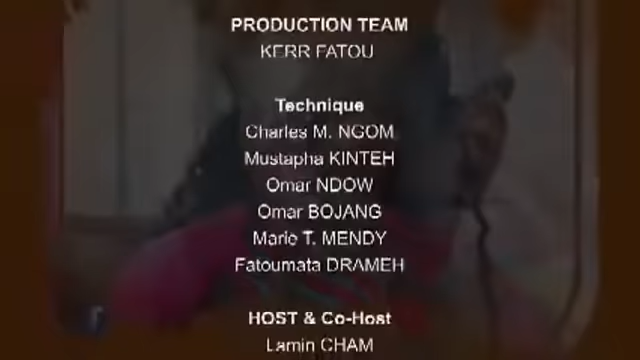 PRODUCTION TEAM
KERR FATOU
Technique
Charles M. NGOM
Mustapha KINTEH
Omar NDOW
Omar BOJANG
Marie T. MENDY
Fatoumata DRAMEH
HOST & Co-Host
Lamin CHAM